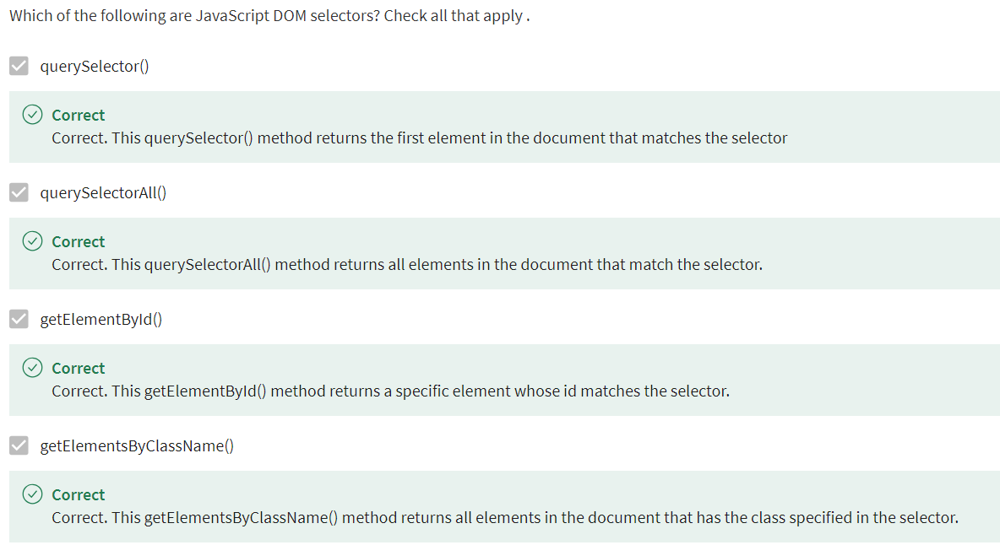 Which of the following are JavaScript DOM selectors? Check all that apply .
querySelector()
Correct
Correct. This querySelector() method returns the first element in the document that matches the selector
querySelectorAll()
Correct
Correct. This querySelectorAll() method returns all elements in the document that match the selector.
getElementById()
Correct
Correct. This getElementById() method returns a specific element whose id matches the selector.
getElementsByClassName()
Correct
Correct. This getElementsByClassName() method returns all elements in the document that has the class specified in the selector.